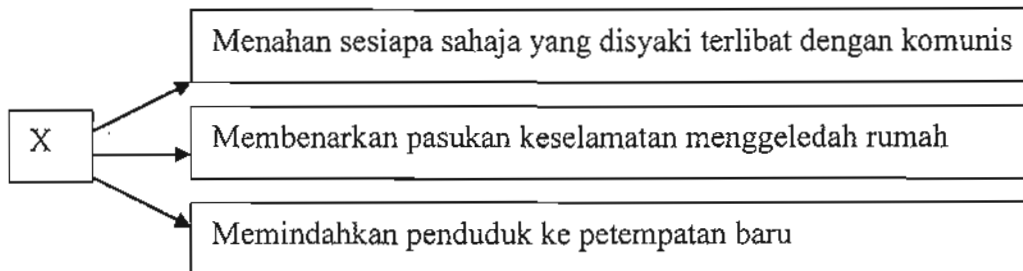 Menahan sesiapa sahaja yang disyaki terlibat dengan komunis
X
Membenarkan pasukan keselamatan menggeledah rumah
Memindahkan penduduk ke petempatan baru